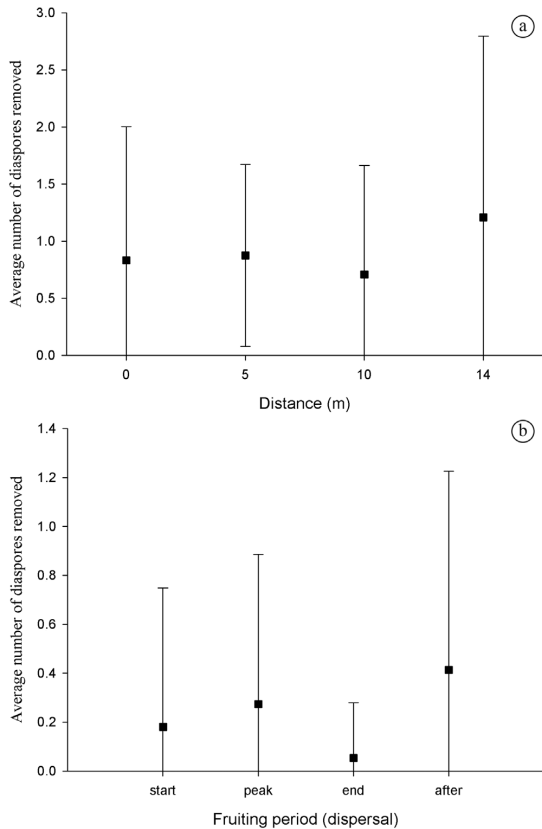 a
Average number of diaspores removed
3.0
2.5
2.0
1.5
1.0
0.5
0.0
0 5 10 14
Distance (m)
b
Average number of diaspores removed
1.4
1.2
1.0
0.8
0.6
0.4
0.2
0.0
start peak end after
Fruiting period (dispersal)